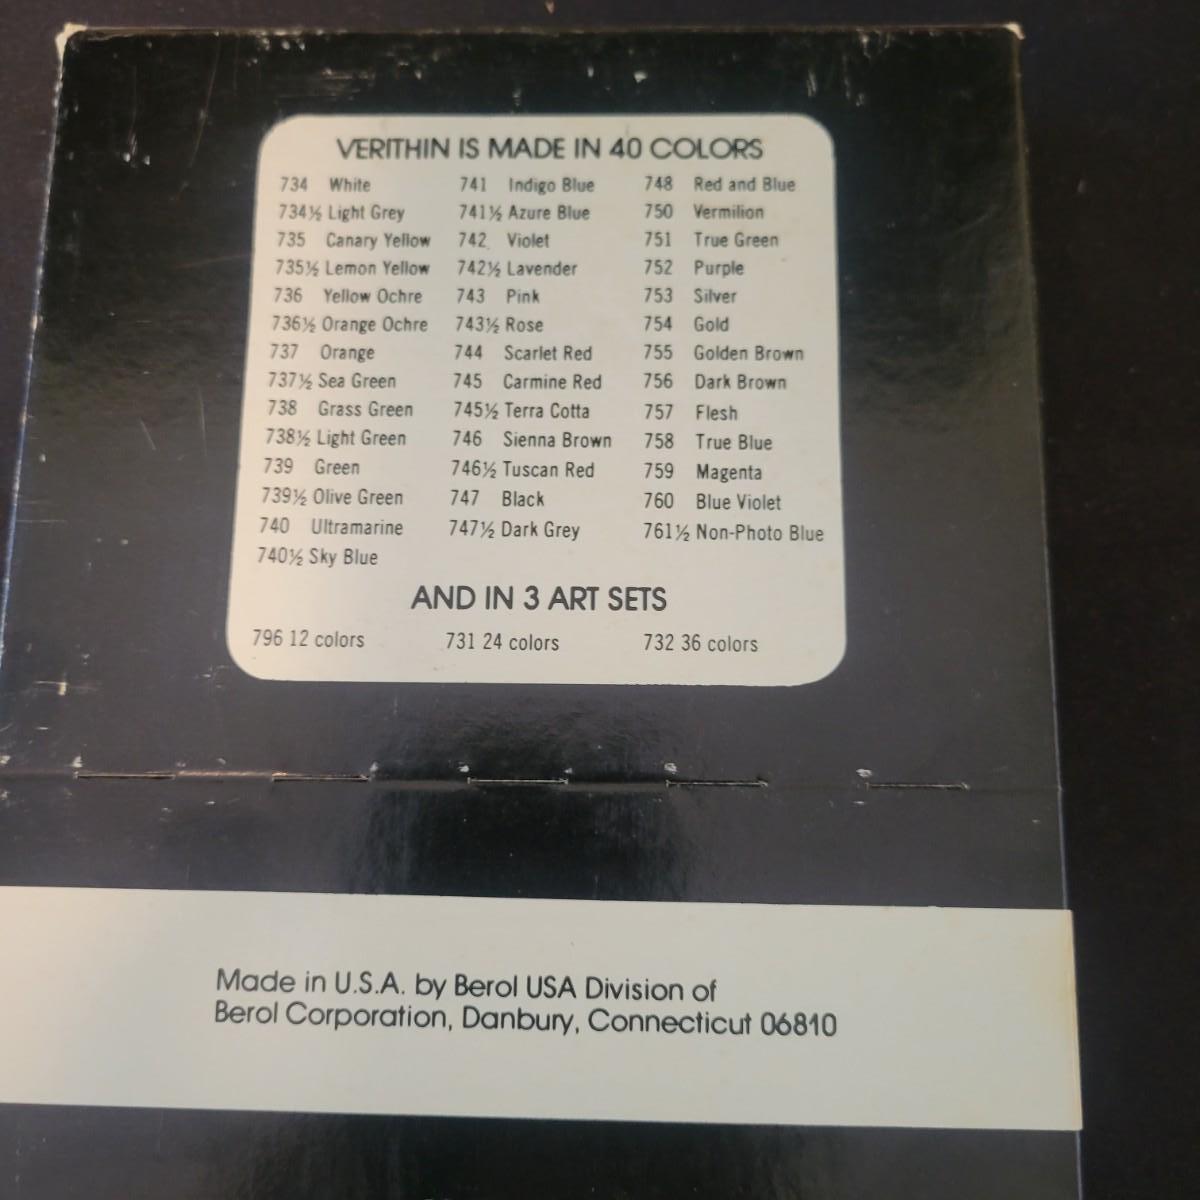 VERITHIN IS MADE IN 40 COLORS
734 White
734½ Light Grey
735 Canary Yellow
735½ Lemon Yellow
736 Yellow Ochre
736½ Orange Ochre
737 Orange
737½ Sea Green
738 Grass Green
738½ Light Green
739 Green
739½ Olive Green
740 Ultramarine
740½ Sky Blue
741 Indigo Blue
741½ Azure Blue
742 Violet
742½ Lavender
743 Pink
743½ Rose
744 Scarlet Red
745 Carmine Red
745½ Terra Cotta
746 Sienna Brown
746½ Tuscan Red
747 Black
747½ Dark Grey
748 Red and Blue
750 Vermilion
751 True Green
752 Purple
753 Silver
754 Gold
755 Golden Brown
756 Dark Brown
757 Flesh
758 True Blue
759 Magenta
760 Blue Violet
761½ Non-Photo Blue
AND IN 3 ART SETS
796 12 colors
731 24 colors
732 36 colors
Made in U.S.A. by Berol USA Division of
Berol Corporation, Danbury, Connecticut 06810